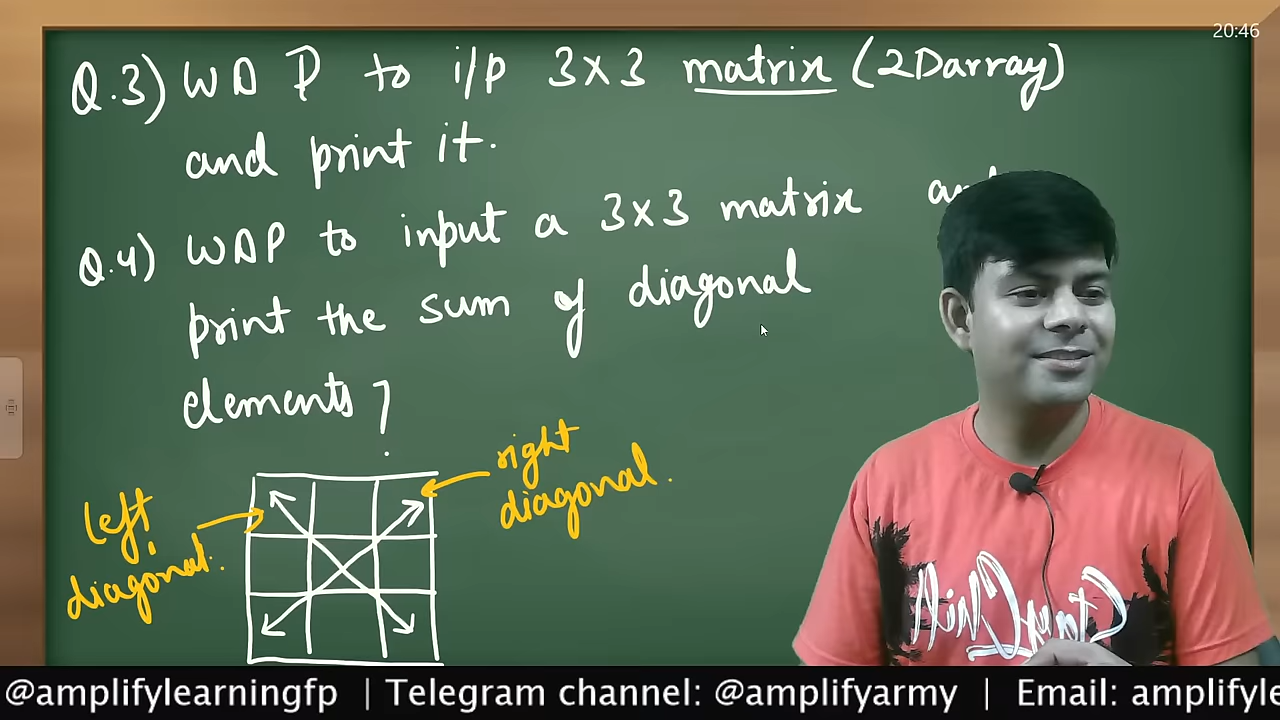 20:46
Q.3) WAP to i/p 3x3 matrix (2Darray)
and print it.
Q.4) WAP to input a 3x3 matrix
print the sum of diagonal
elements ?
right
diagonal.
left
diagonal.
@amplifylearningfp | Telegram channel: @amplifyarmy | Email: amplifyle